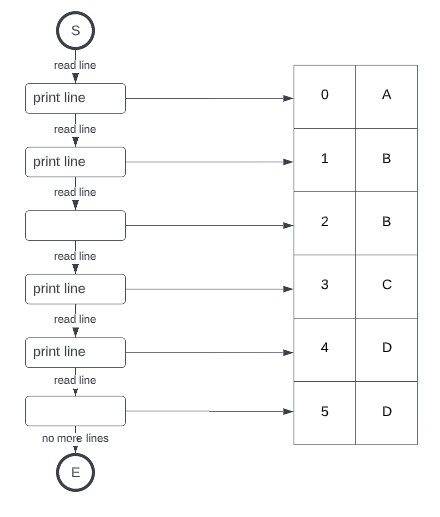 S
read line
print line
0 A
read line
print line
1 B
read line
2 B
read line
print line
3 C
read line
print line
4 D
read line
5 D
no more lines
E